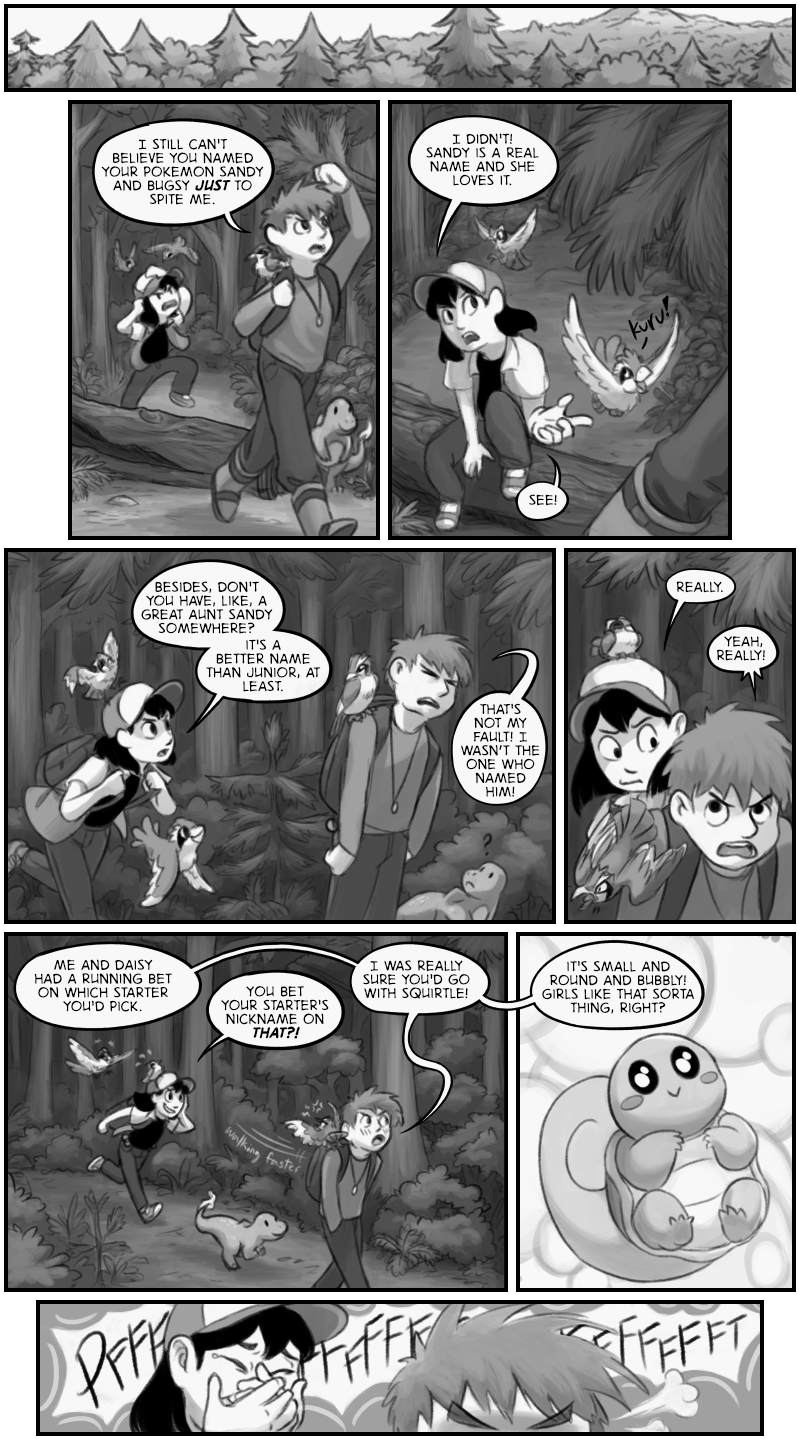 I STILL CAN'T
BELIEVE YOU NAMED
YOUR POKEMON SANDY
AND BUGSY JUST TO
SPITE ME.
I DIDN'T!
SANDY IS A REAL
NAME AND SHE
LOVES IT.
kuru!
SEE!
BESIDES, DON'T
YOU HAVE, LIKE, A
GREAT AUNT SANDY
SOMEWHERE?
IT'S A
BETTER NAME
THAN JUNIOR, AT
LEAST.
THAT'S
NOT MY
FAULT! I
WASN'T THE
ONE WHO
NAMED
HIM!
?
REALLY.
YEAH,
REALLY!
ME AND DAISY
HAD A RUNNING BET
ON WHICH STARTER
YOU'D PICK.
YOU BET
YOUR STARTER'S
NICKNAME ON
THAT?!
I WAS REALLY
SURE YOU'D GO
WITH SQUIRTLE!
walking faster
IT'S SMALL AND
ROUND AND BUBBLY!
GIRLS LIKE THAT SORTA
THING, RIGHT?
PFFF FFFF FFFFFFT